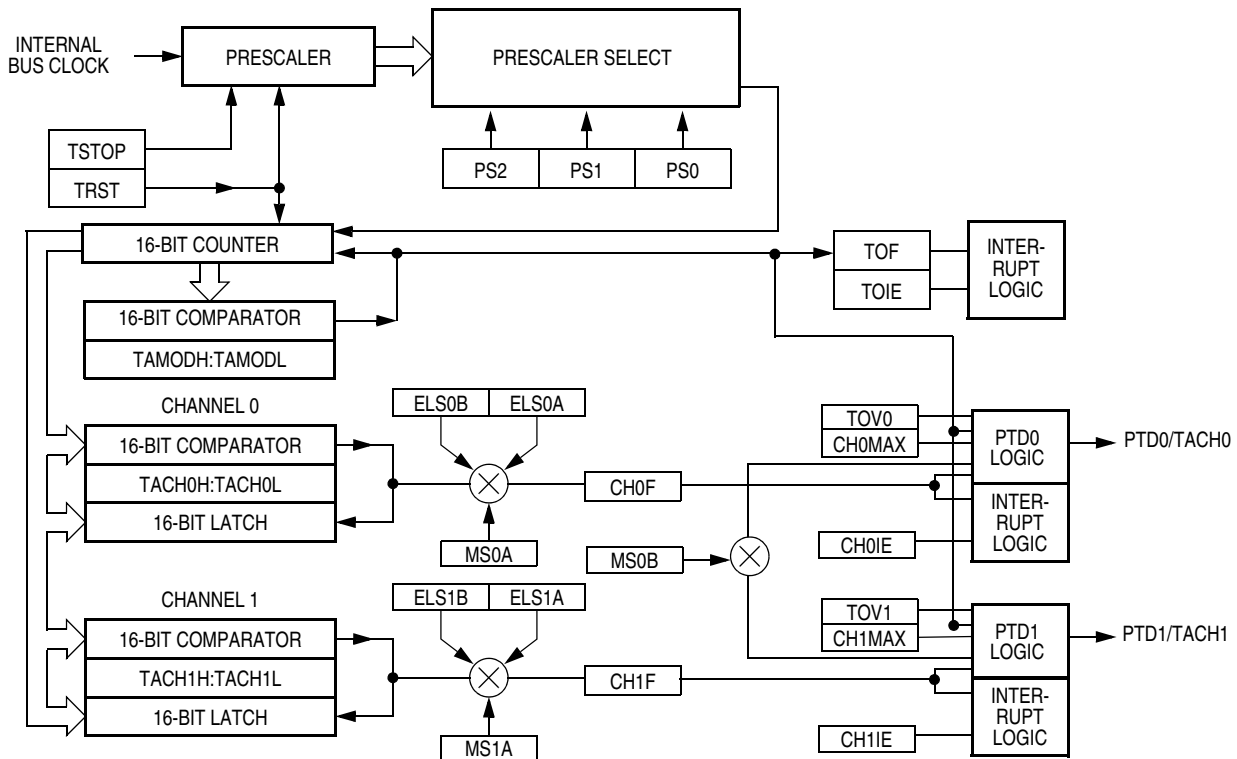 INTERNAL
BUS CLOCK
PRESCALER
PRESCALER SELECT
TSTOP
TRST
PS2
PS1
PS0
16-BIT COUNTER
TOF
TOIE
INTER-
RUPT
LOGIC
16-BIT COMPARATOR
TAMODH:TAMODL
CHANNEL 0
ELS0B
ELS0A
16-BIT COMPARATOR
TACH0H:TACH0L
16-BIT LATCH
MS0A
CH0F
TOV0
CH0MAX
PTD0
LOGIC
PTD0/TACH0
INTER-
RUPT
LOGIC
CH0IE
MS0B
CHANNEL 1
ELS1B
ELS1A
16-BIT COMPARATOR
TACH1H:TACH1L
16-BIT LATCH
MS1A
CH1F
TOV1
CH1MAX
PTD1
LOGIC
PTD1/TACH1
INTER-
RUPT
LOGIC
CH1IE